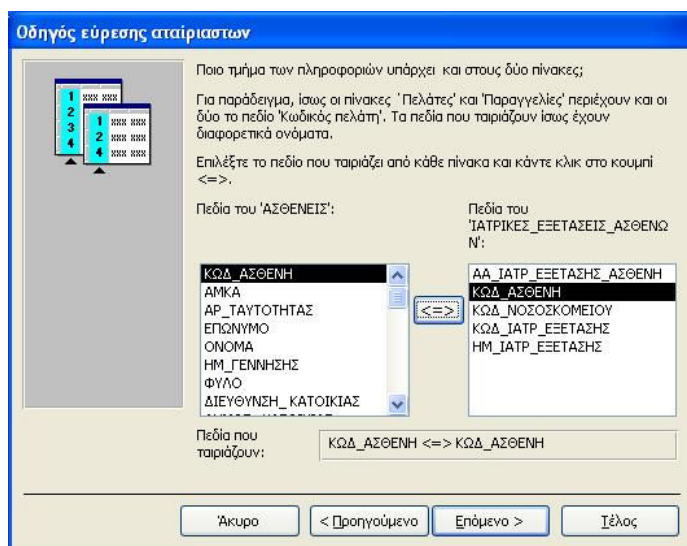 Οδηγός εύρεσης αταίριαστων
Ποιο τμήμα των πληροφοριών υπάρχει και στους δύο πίνακες;
Για παράδειγμα, ίσως οι πίνακες 'Πελάτες' και 'Παραγγελίες' περιέχουν και οι
δύο το πεδίο 'Κωδικός πελάτη'. Τα πεδία που ταιριάζουν ίσως έχουν
διαφορετικά ονόματα.
Επιλέξτε το πεδίο που ταιριάζει από κάθε πίνακα και κάντε κλικ στο κουμπί
<=>.
Πεδία του 'ΑΣΘΕΝΕΙΣ':
ΚΩΔ_ΑΣΘΕΝΗ
ΑΜΚΑ
ΑΡ_ΤΑΥΤΟΤΗΤΑΣ
ΕΠΩΝΥΜΟ
ΟΝΟΜΑ
ΗΜ_ΓΕΝΝΗΣΗΣ
ΦΥΛΟ
ΔΙΕΥΘΥΝΣΗ_ΚΑΤΟΙΚΙΑΣ
<=>
Πεδία του
'ΙΑΤΡΙΚΕΣ_ΕΞΕΤΑΣΕΙΣ_ΑΣΘΕΝΩ
Ν':
ΑΑ_ΙΑΤΡ_ΕΞΕΤΑΣΗΣ_ΑΣΘΕΝΗ
ΚΩΔ_ΑΣΘΕΝΗ
ΚΩΔ_ΝΟΣΟΣΚΟΜΕΙΟΥ
ΚΩΔ_ΙΑΤΡ_ΕΞΕΤΑΣΗΣ
ΗΜ_ΙΑΤΡ_ΕΞΕΤΑΣΗΣ
Πεδία που
ταιριάζουν:
ΚΩΔ_ΑΣΘΕΝΗ <=> ΚΩΔ_ΑΣΘΕΝΗ
Άκυρο
< Προηγούμενο
Επόμενο >
Τέλος